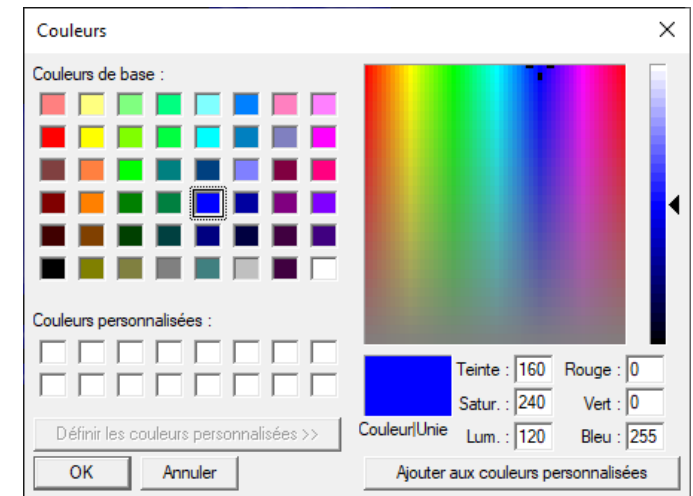 Couleurs
Couleurs de base :
Couleurs personnalisées :
Définir les couleurs personnalisées >>
OK Annuler
Teinte : 160 Rouge : 0
Satur. : 240 Vert : 0
Couleur|Unie Lum. : 120 Bleu : 255
Ajouter aux couleurs personnalisées